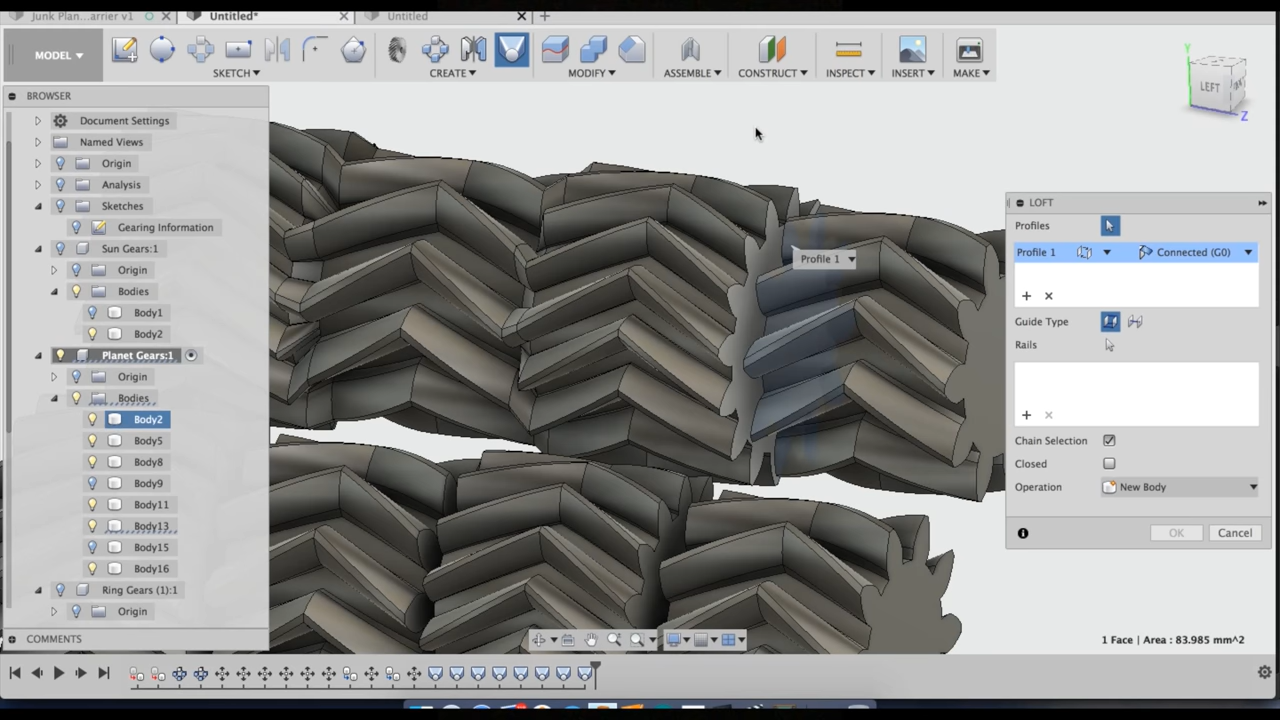 Junk Plan...arrier v1
Untitled*
Untitled
MODEL
SKETCH
CREATE
MODIFY
ASSEMBLE
CONSTRUCT
INSPECT
INSERT
MAKE
Y
LEFT
Z
BROWSER
Document Settings
Named Views
Origin
Analysis
Sketches
Gearing Information
Sun Gears:1
Origin
Bodies
Body1
Body2
Planet Gears:1
Origin
Bodies
Body2
Body5
Body8
Body9
Body11
Body13
Body15
Body16
Ring Gears (1):1
Origin
COMMENTS
Profile 1
LOFT
Profiles
Profile 1 Connected (G0)
Guide Type
Rails
Chain Selection
Closed
Operation New Body
OK Cancel
1 Face | Area : 83.985 mm^2